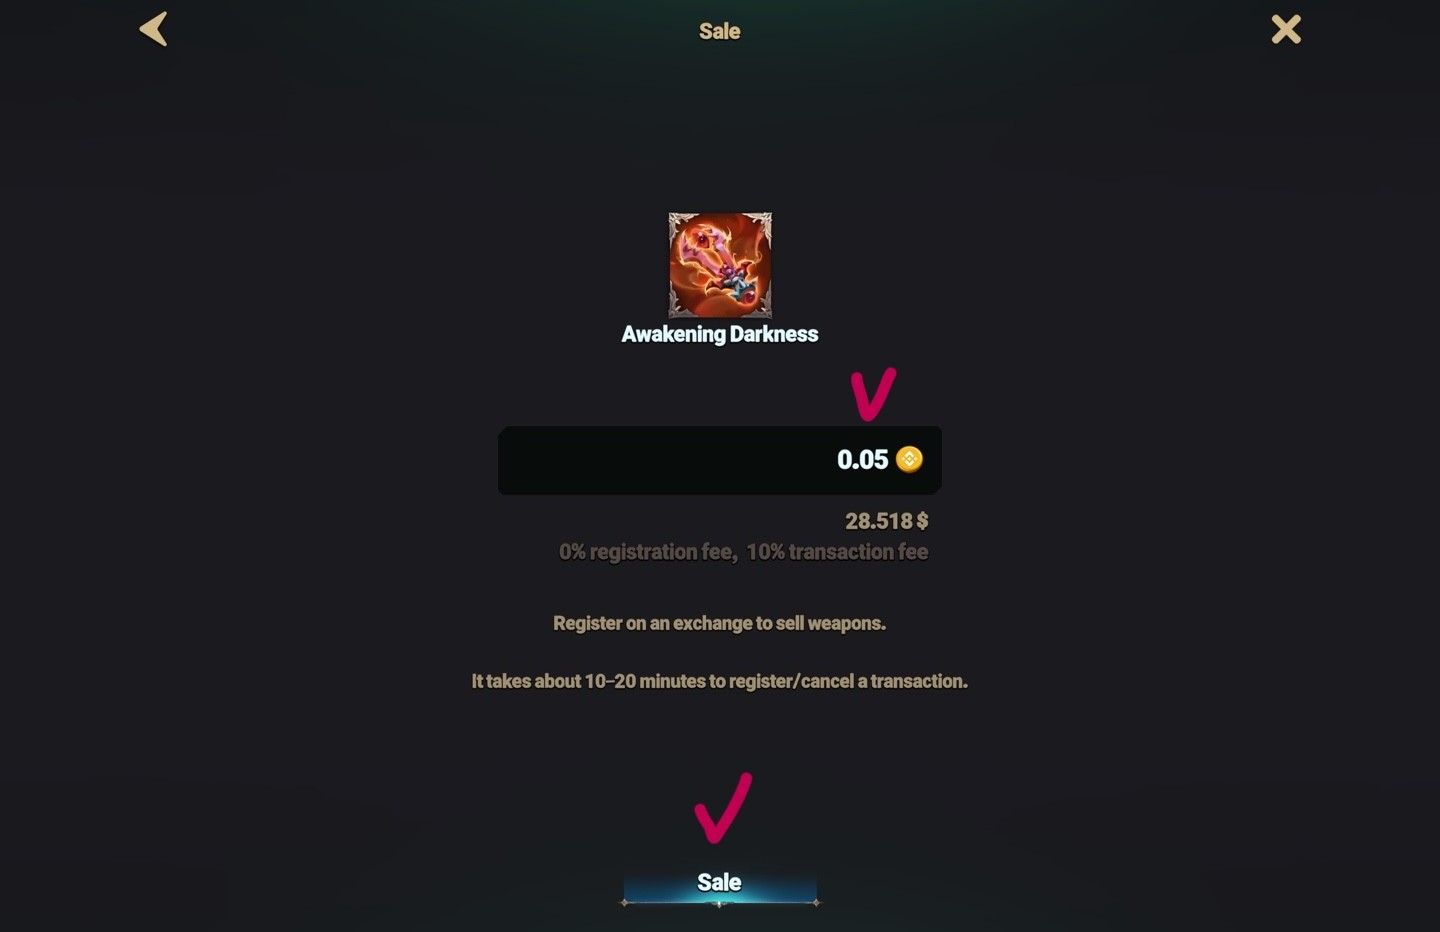 Sale
Awakening Darkness
0.05
28.518 $
0% registration fee, 10% transaction fee
Register on an exchange to sell weapons.
It takes about 10-20 minutes to register/cancel a transaction.
Sale